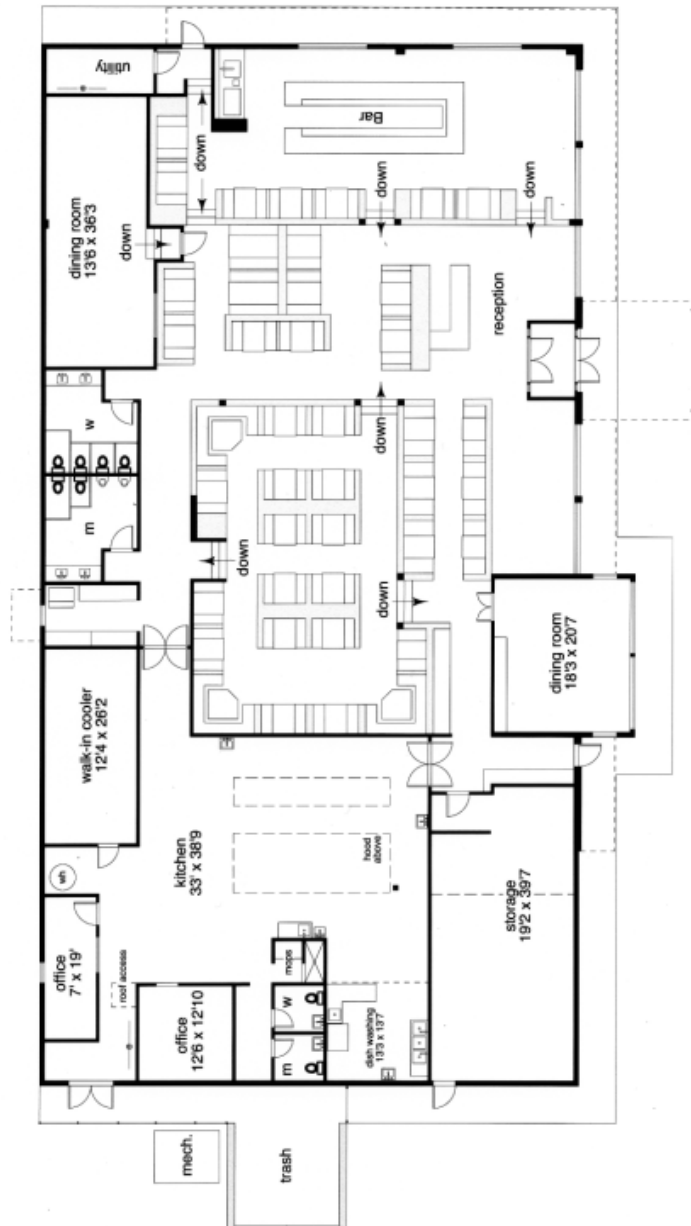 utility
dining room
13'6 x 36'3
down
down
Bar
down
down
reception
w
m
down
down
down
walk-in cooler
12'4 x 26'2
dining room
18'3 x 20'7
wh
kitchen
33' x 38'9
hood
above
office
7' x 19'
roof access
office
12'6 x 12'10
mops
w
m
dish washing
13'3 x 13'7
storage
19'2 x 39'7
mech.
trash